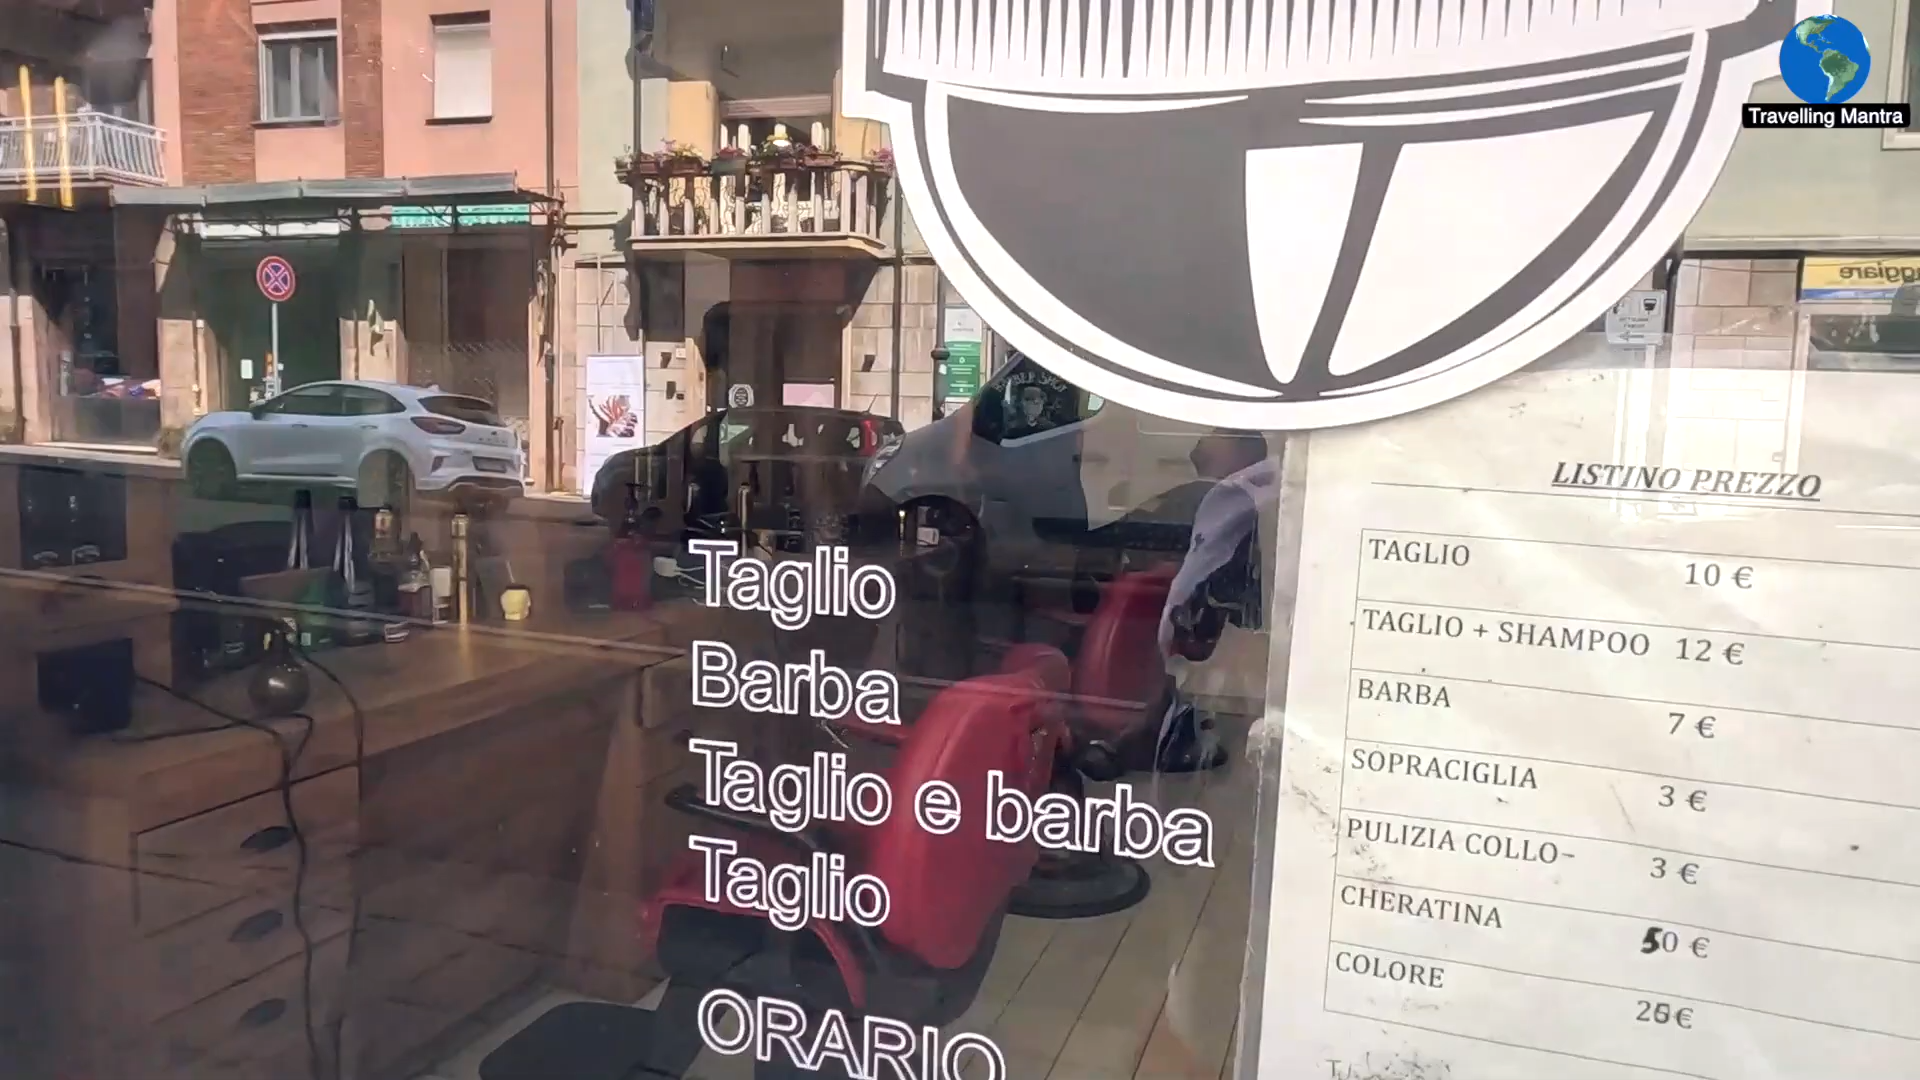 Travelling Mantra
Taglio
Barba
Taglio e barba
Taglio
ORARIO
LISTINO PREZZO
TAGLIO 10 €
TAGLIO + SHAMPOO 12 €
BARBA 7 €
SOPRACIGLIA 3 €
PULIZIA COLLO- 3 €
CHERATINA 50 €
COLORE